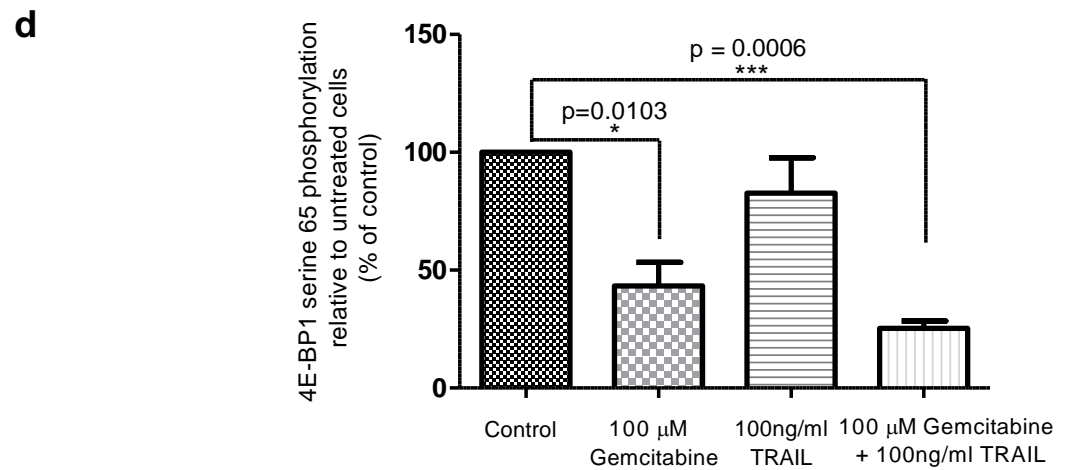 d
4E-BP1 serine 65 phosphorylation
relative to untreated cells
(% of control)
150
100
50
0
p = 0.0006
***
p=0.0103
*
Control
100 μM
Gemcitabine
100ng/ml
TRAIL
100 μM Gemcitabine
+ 100ng/ml TRAIL